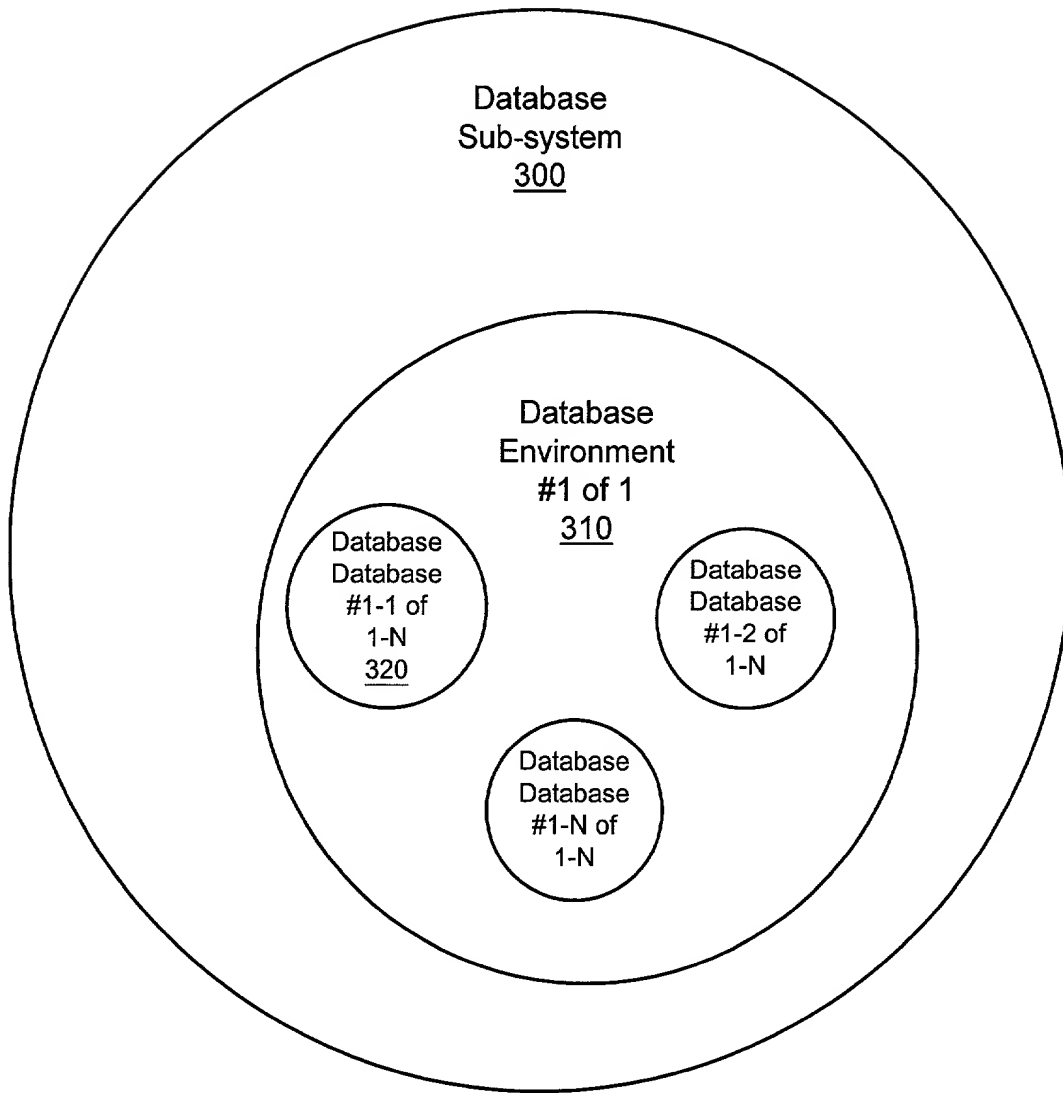 Database
Sub-system
300
Database
Environment
#1 of 1
310
Database
Database
#1-1 of
1-N
320
Database
Database
#1-2 of
1-N
Database
Database
#1-N of
1-N